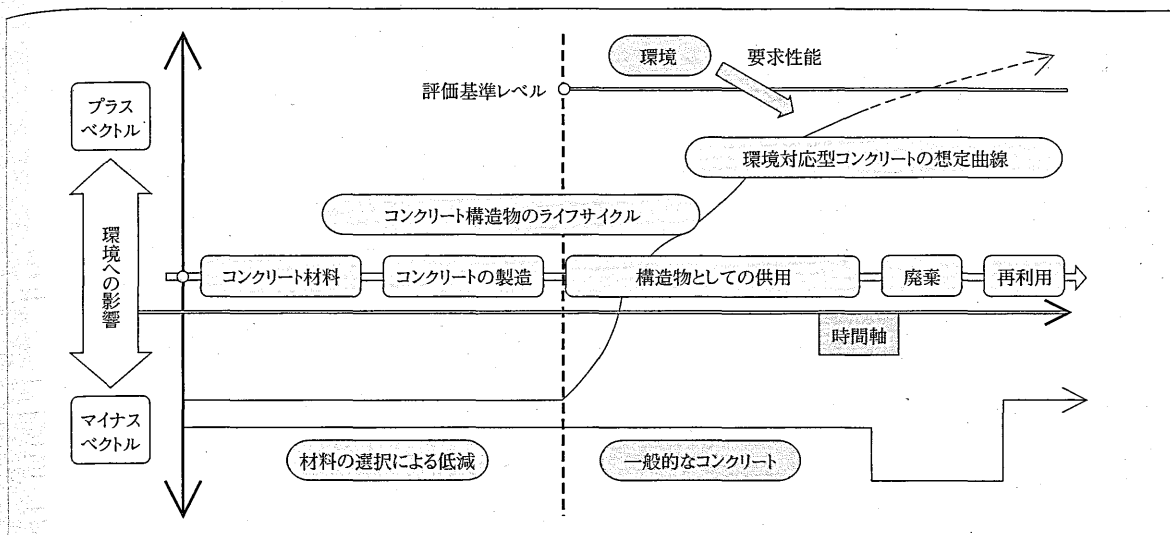 環境
要求性能
評価基準レベル
プラス
ベクトル
環境対応型コンクリートの想定曲線
コンクリート構造物のライフサイクル
環境への影響
コンクリート材料
コンクリートの製造
構造物としての供用
廃棄
再利用
時間軸
マイナス
ベクトル
材料の選択による低減
一般的なコンクリート